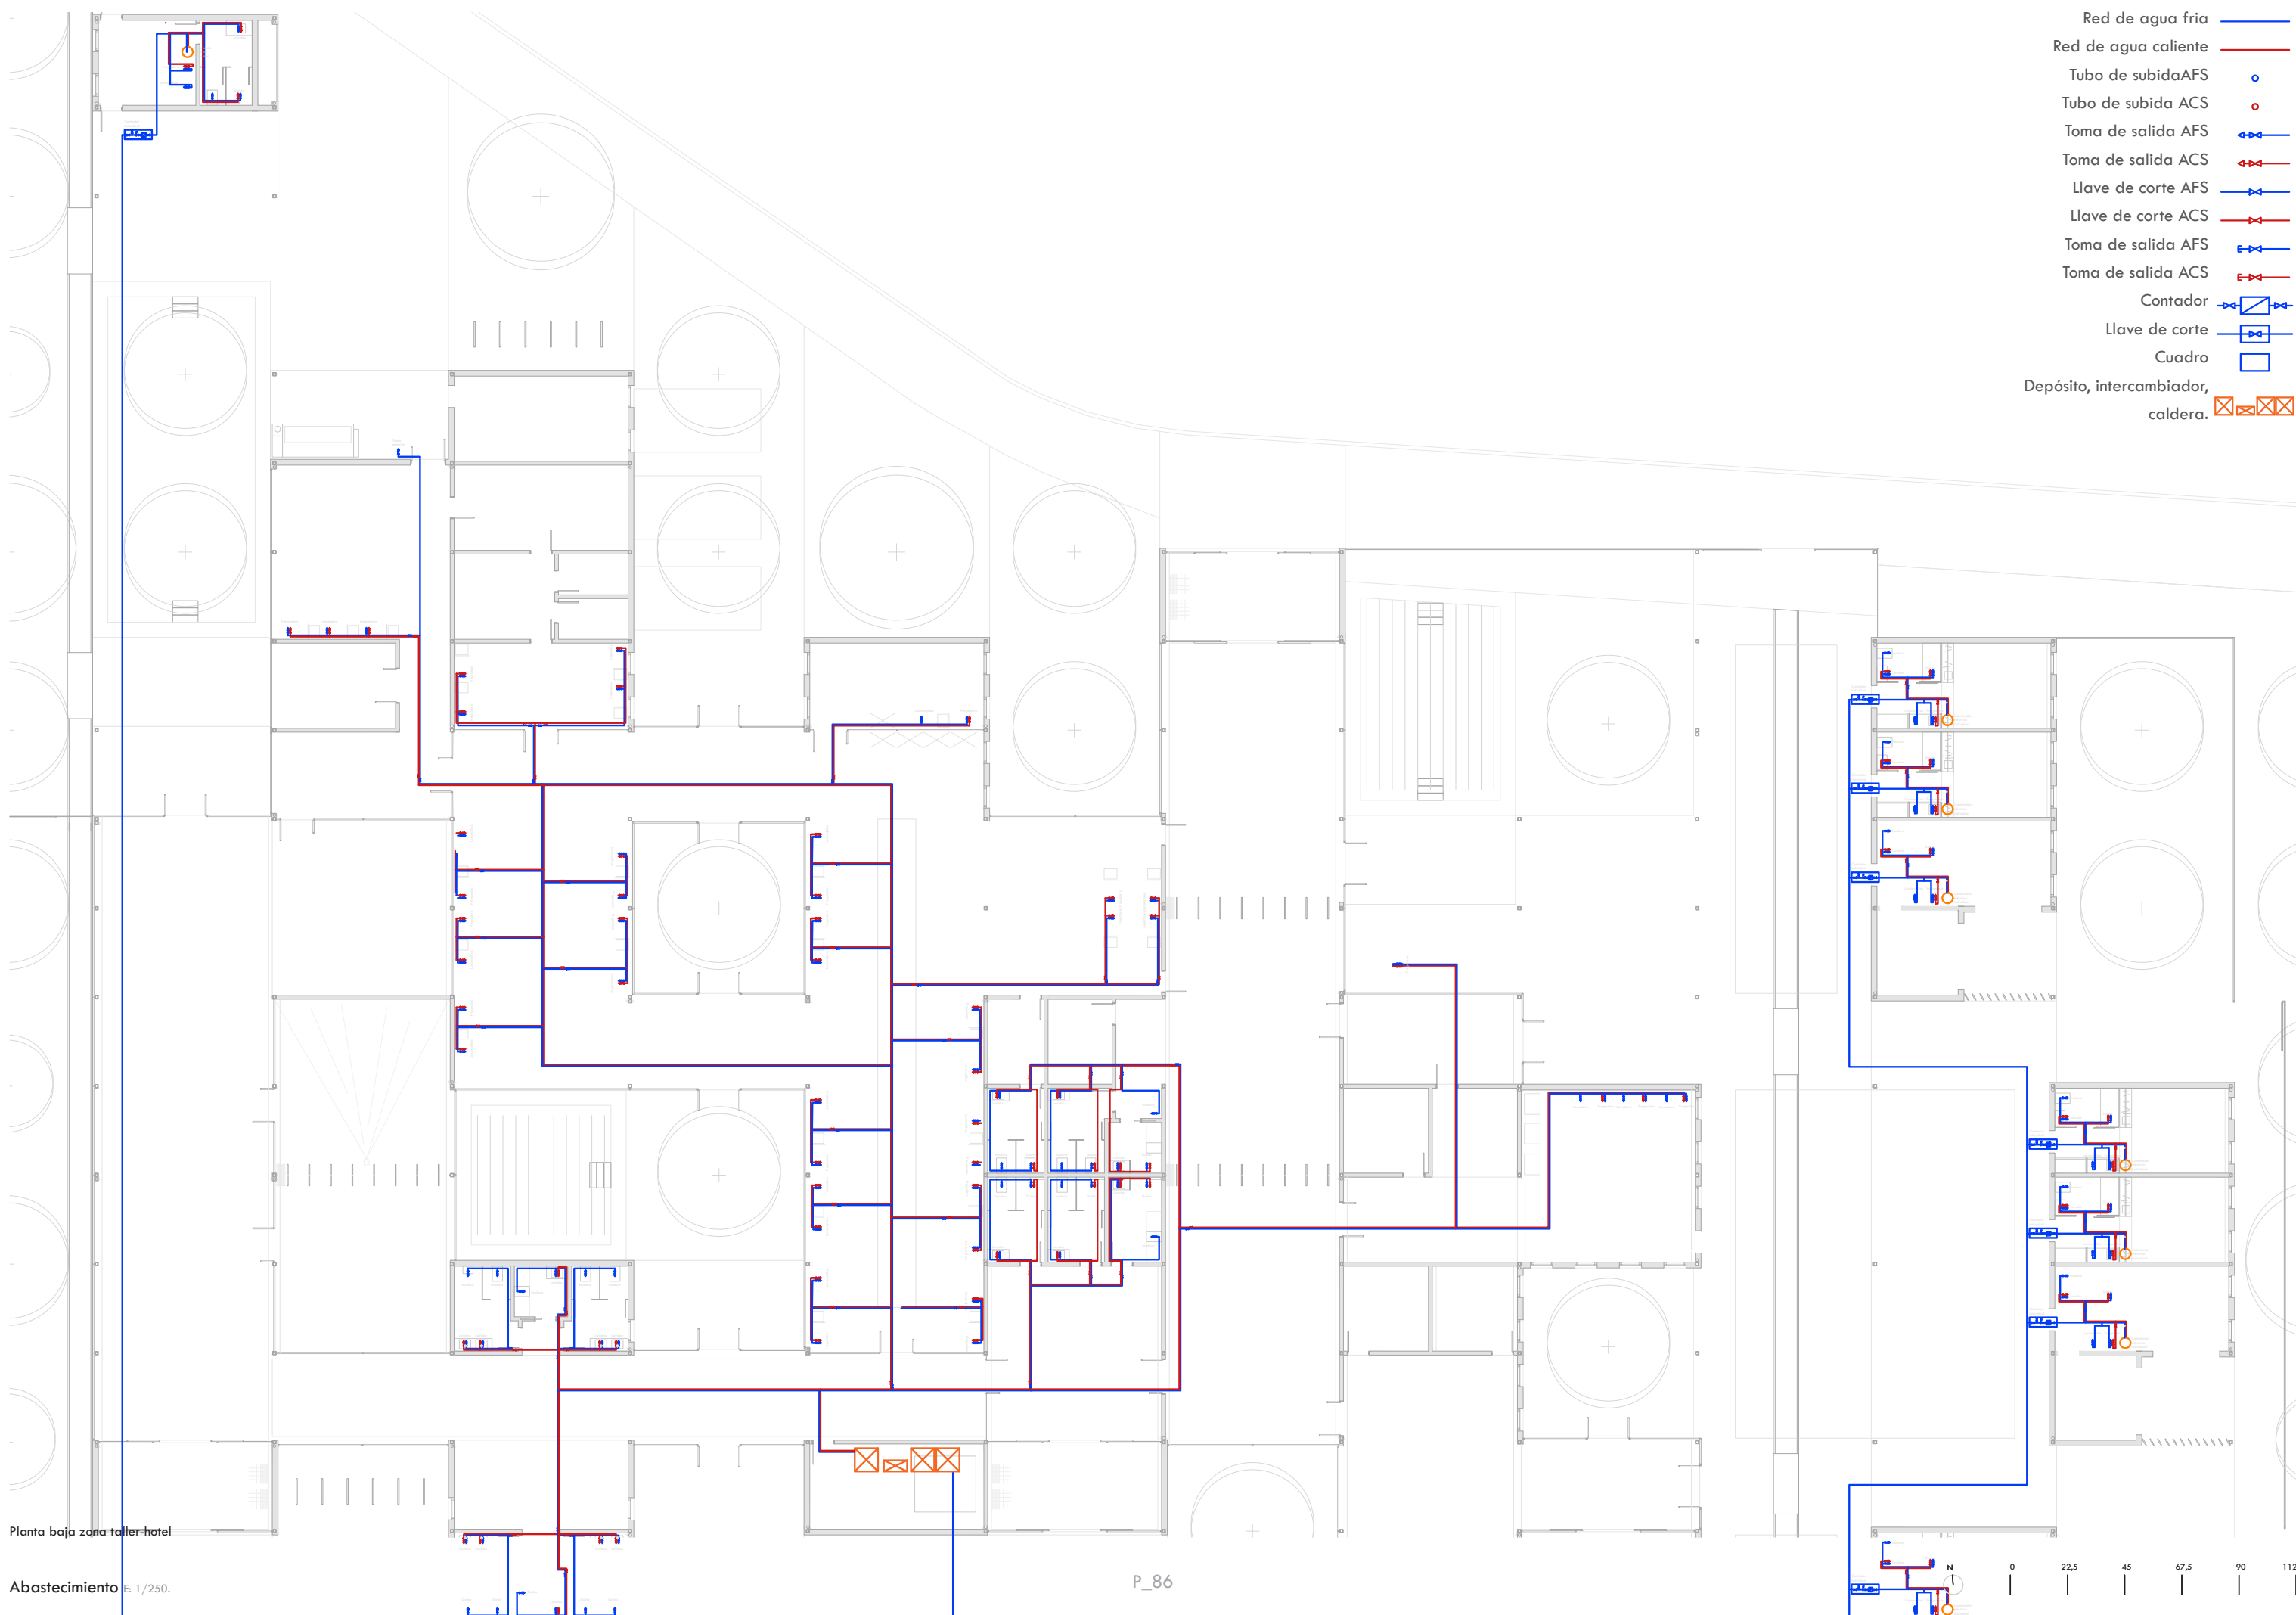 Red de agua fria
Red de agua caliente
Tubo de subidaAFS
Tubo de subida ACS
Toma de salida AFS
Toma de salida ACS
Llave de corte AFS
Llave de corte ACS
Toma de salida AFS
Toma de salida ACS
Contador
Llave de corte
Cuadro
Depósito, intercambiador,
caldera.
Planta baja zona taller-hotel
Abastecimiento E: 1/250.
P_86
N
0 22,5 45 67,5 90 112